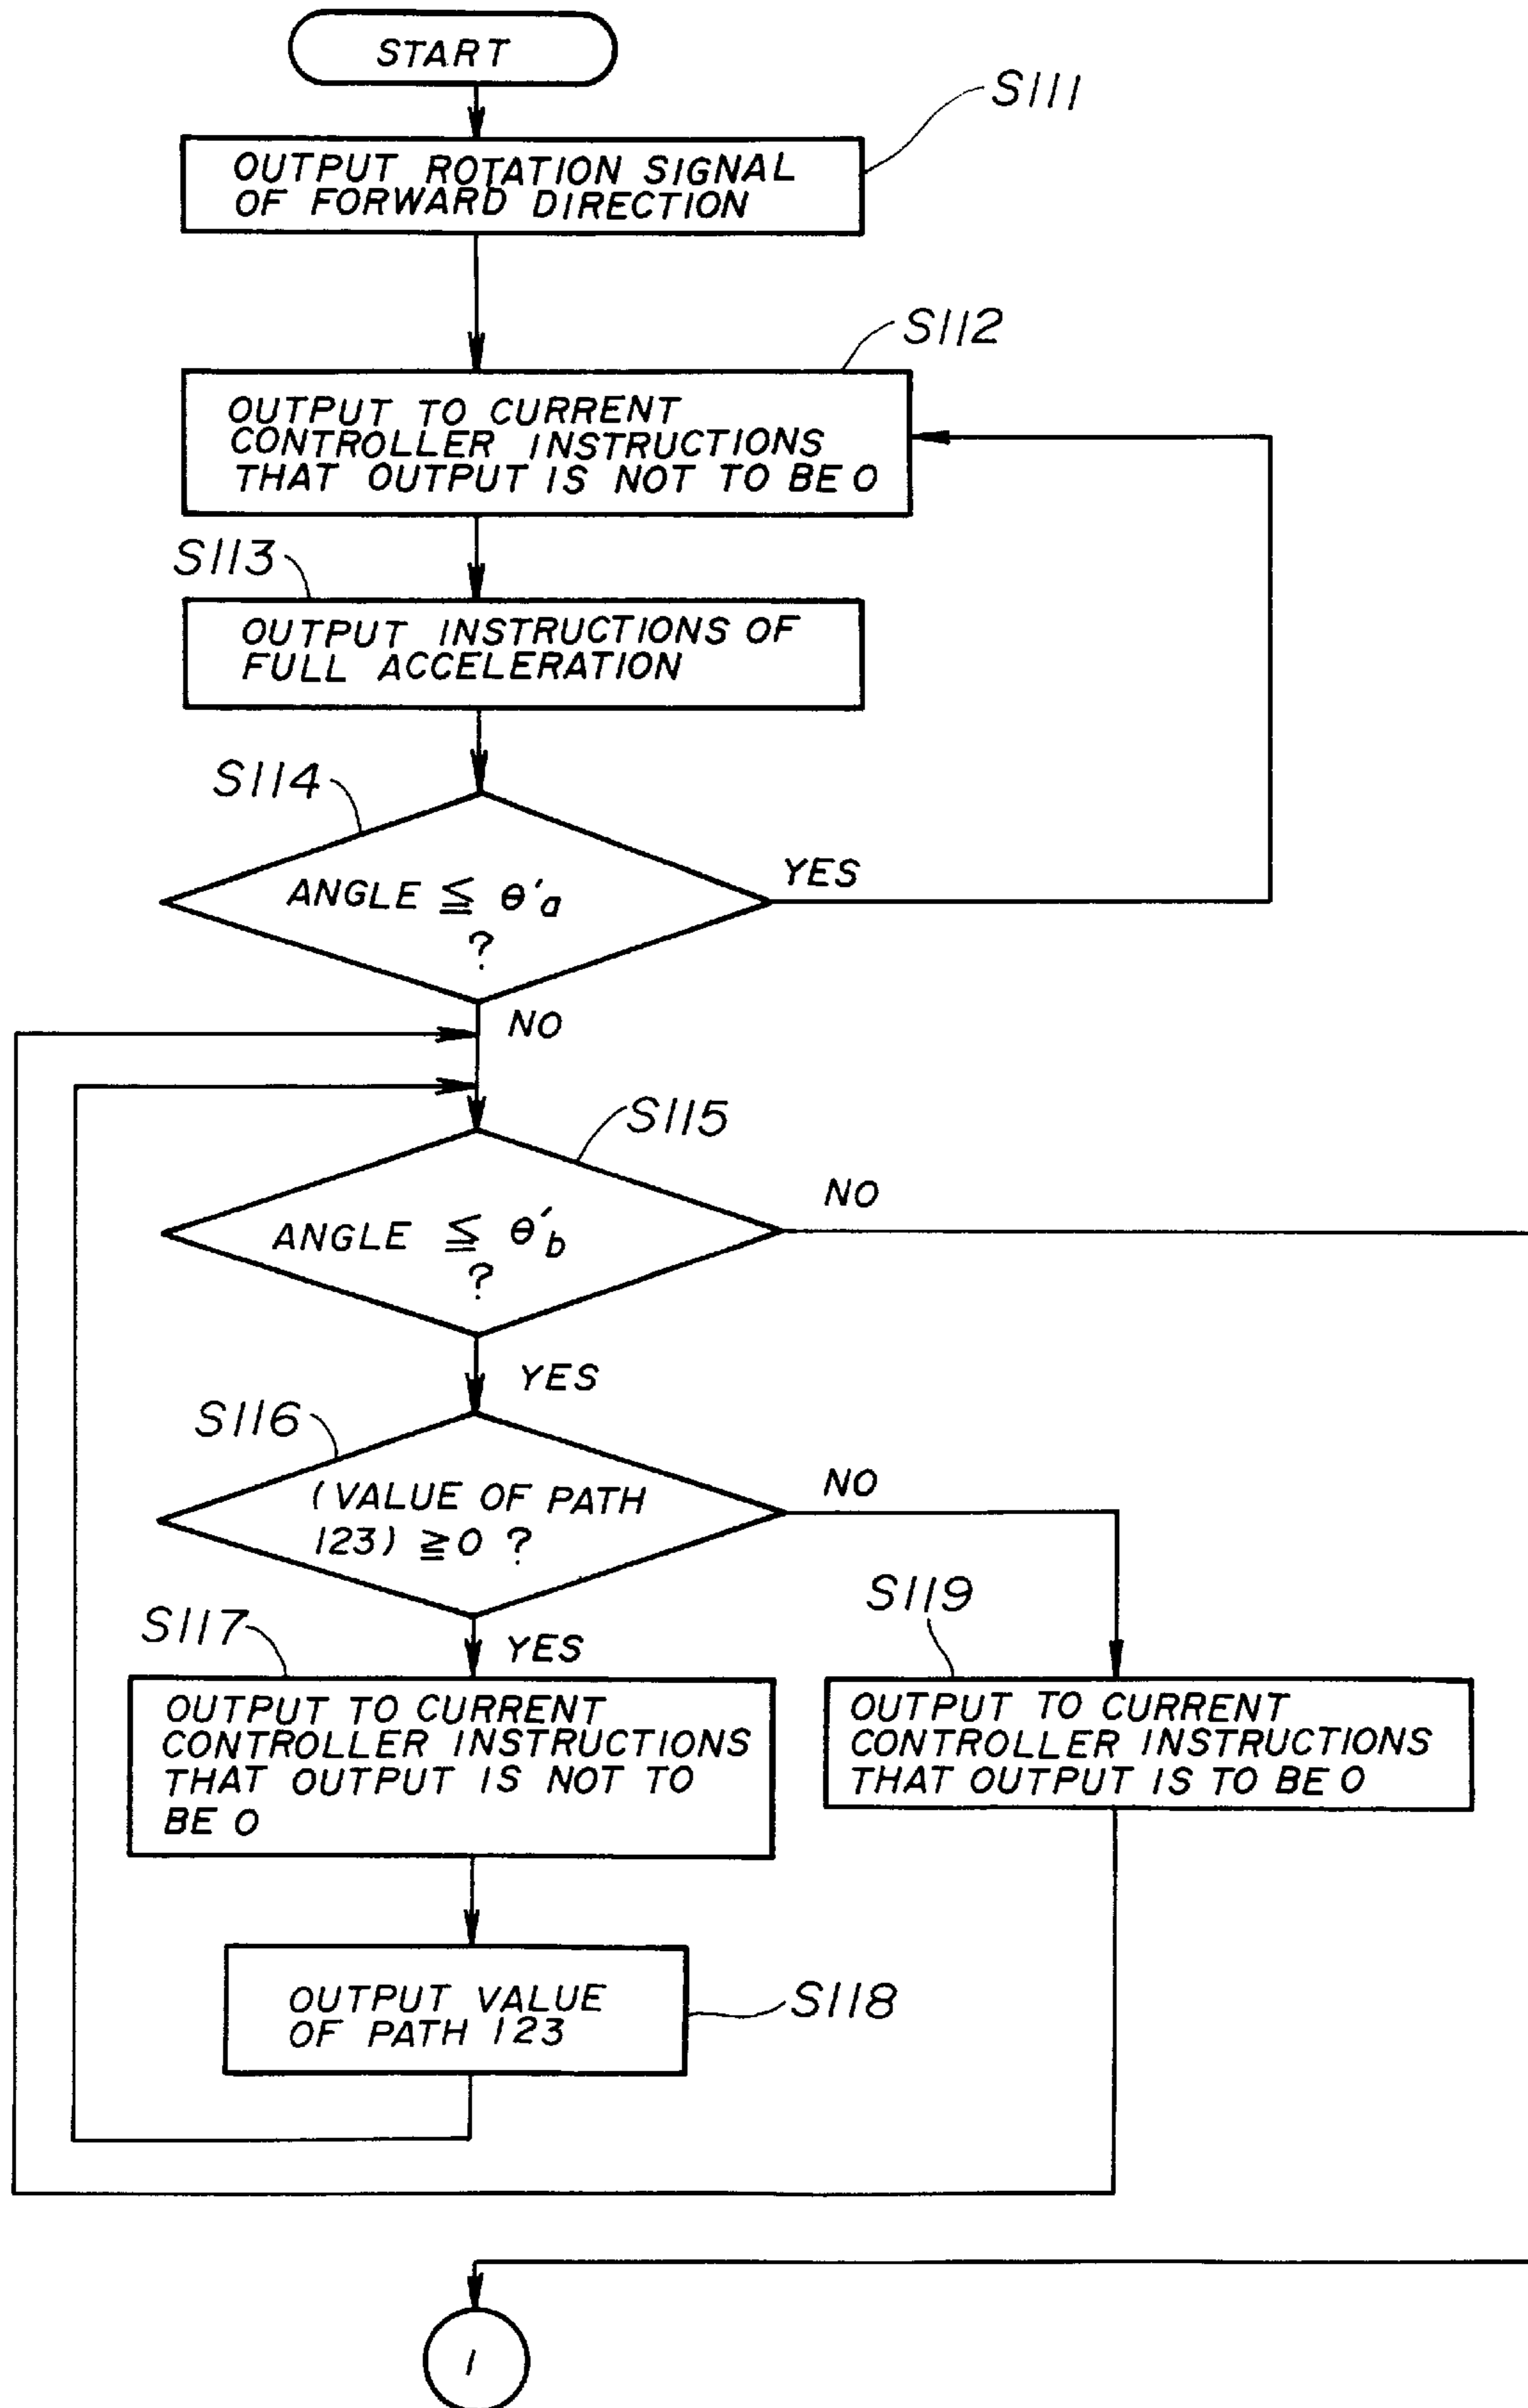 START
S111
OUTPUT ROTATION SIGNAL
OF FORWARD DIRECTION
S112
OUTPUT TO CURRENT
CONTROLLER INSTRUCTIONS
THAT OUTPUT IS NOT TO BE 0
S113
OUTPUT INSTRUCTIONS OF
FULL ACCELERATION
S114
ANGLE ≦ θ'a
?
YES
NO
S115
ANGLE ≦ θ'b
?
NO
YES
S116
(VALUE OF PATH
123) ≧ 0 ?
NO
YES
S117
OUTPUT TO CURRENT
CONTROLLER INSTRUCTIONS
THAT OUTPUT IS NOT TO
BE 0
S119
OUTPUT TO CURRENT
CONTROLLER INSTRUCTIONS
THAT OUTPUT IS TO BE 0
OUTPUT VALUE
OF PATH 123
S118
1